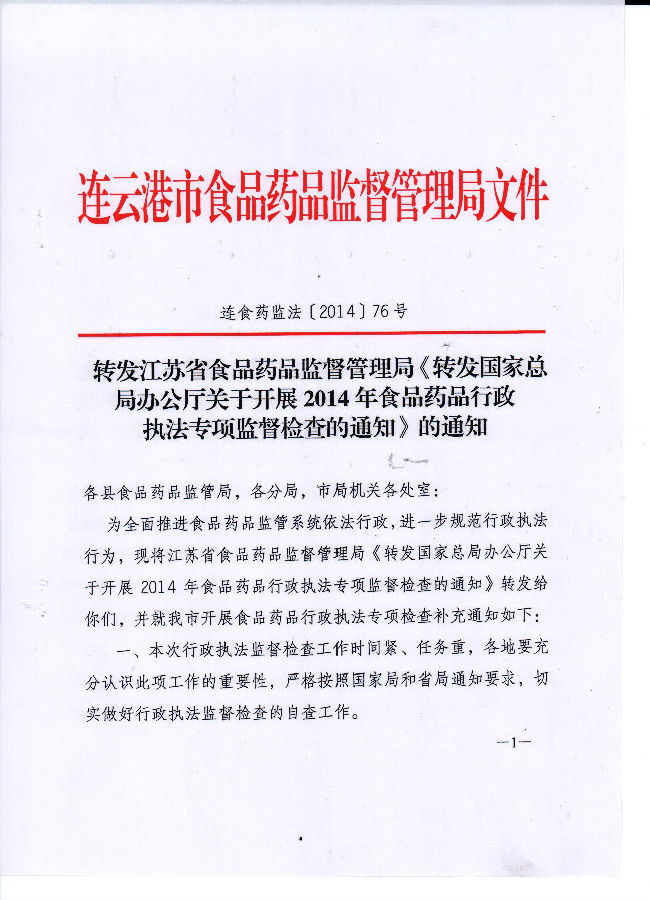 连云港市食品药品监督管理局文件
连食药监法〔2014〕76号
转发江苏省食品药品监督管理局《转发国家总
局办公厅关于开展 2014 年食品药品行政
执法专项监督检查的通知》的通知
各县食品药品监管局，各分局，市局机关各处室：
为全面推进食品药品监管系统依法行政，进一步规范行政执法
行为，现将江苏省食品药品监督管理局《转发国家总局办公厅关
于开展 2014 年食品药品行政执法专项监督检查的通知》转发给
你们，并就我市开展食品药品行政执法专项检查补充通知如下：
一、本次行政执法监督检查工作时间紧、任务重，各地要充
分认识此项工作的重要性，严格按照国家局和省局通知要求，切
实做好行政执法监督检查的自查工作。
—1—